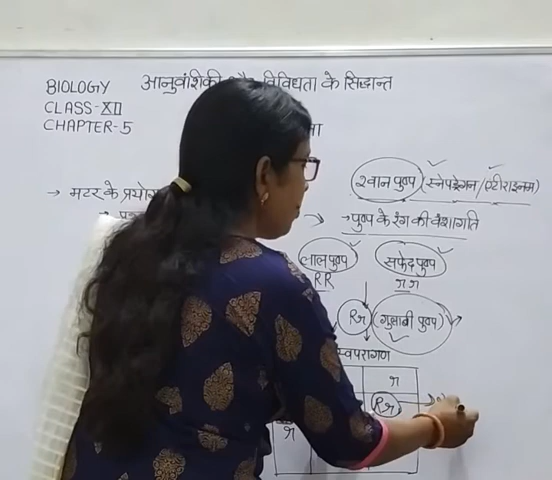 BIOLOGY
CLASS-XII
CHAPTER-5
आनुवंशिकी विविधता के सिद्धान्त
श्वान पुष्प (स्नेपड्रेगन/एंटीराइनम)
→ मटर के
→ पुष्प के रंग की वंशागति
लाल पुष्प सफेद पुष्प
RR rr
Rr (गुलाबी पुष्प)
स्वपरागण
r
Rr
r